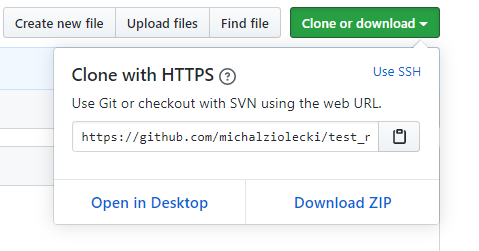 Create new file Upload files Find file Clone or download
Clone with HTTPS ? Use SSH
Use Git or checkout with SVN using the web URL.
https://github.com/michalziolecki/test_r
Open in Desktop Download ZIP